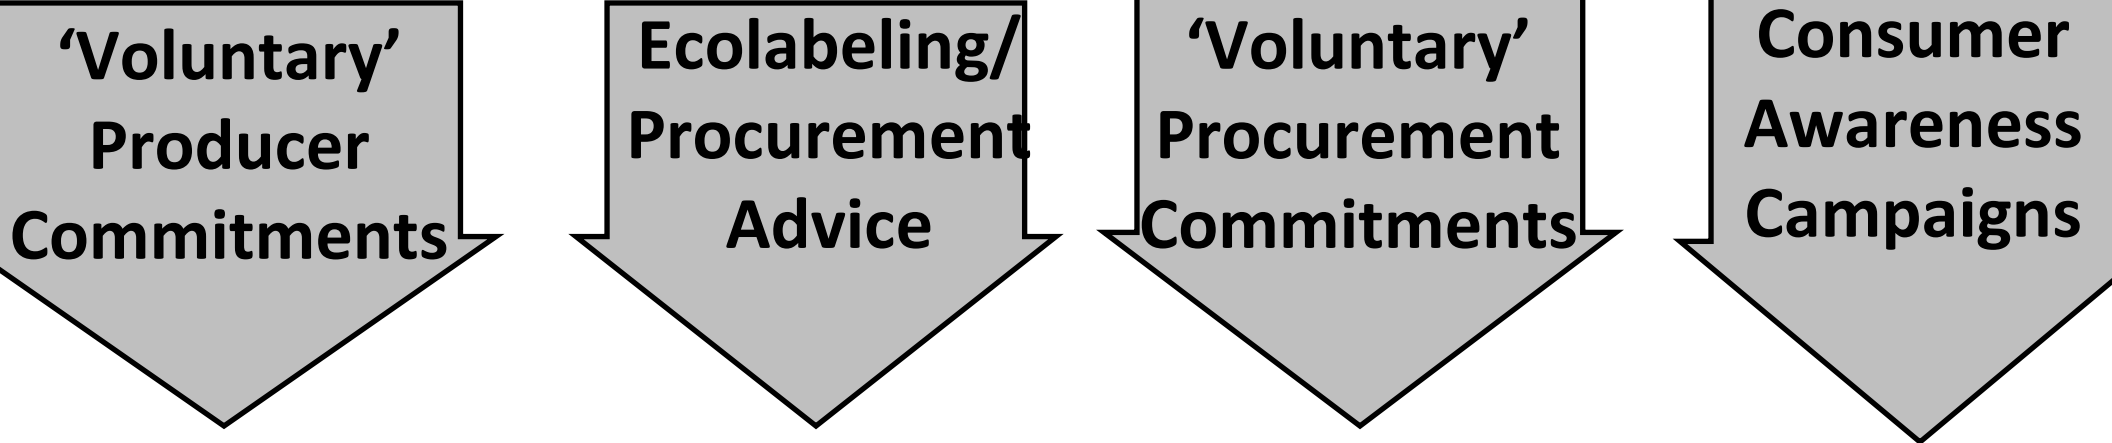 ‘Voluntary’
Producer
Commitments
Ecolabeling/
Procurement
Advice
‘Voluntary’
Procurement
Commitments
Consumer
Awareness
Campaigns